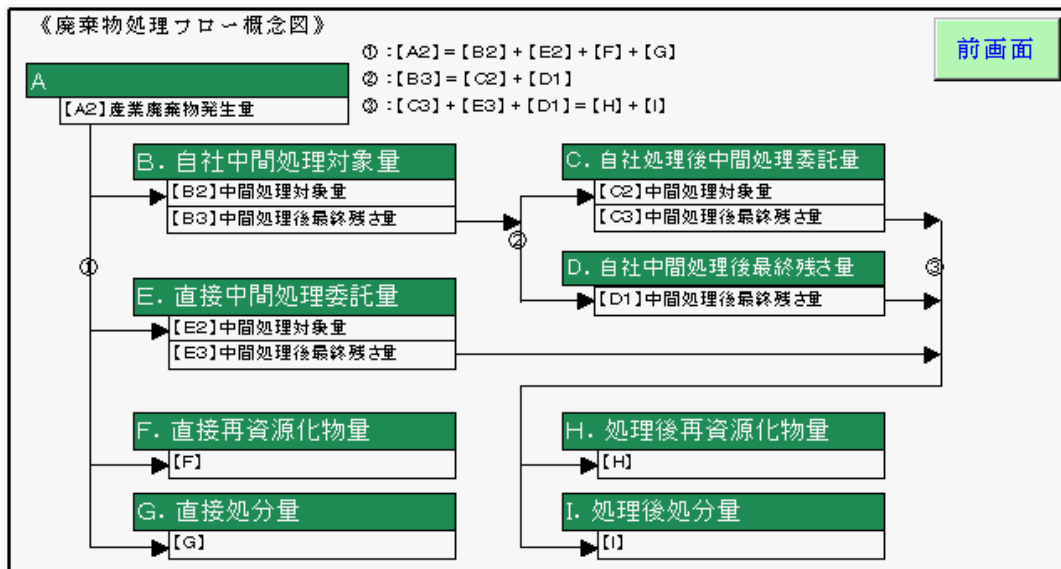 《廃棄物処理フロー概念図》
①:【A2】=【B2】+【E2】+【F】+【G】
②:【B3】=【C2】+【D1】
③:【C3】+【E3】+【D1】=【H】+【I】
前画面
A
【A2】産業廃棄物発生量
B. 自社中間処理対象量
【B2】中間処理対象量
【B3】中間処理後最終残さ量
C. 自社処理後中間処理委託量
【C2】中間対象量
【C3】中間処理後最終残さ量
②
①
D. 自社中間処理後最終残さ量
【D1】中間処理後最終残さ量
③
E. 直接中間処理委託量
【E2】中間処理対象量
【E3】中間処理後最終残さ量
F. 直接再資源化物量
【F】
H. 処理後再資源化物量
【H】
G. 直接処分量
【G】
I. 処理後処分量
【I】